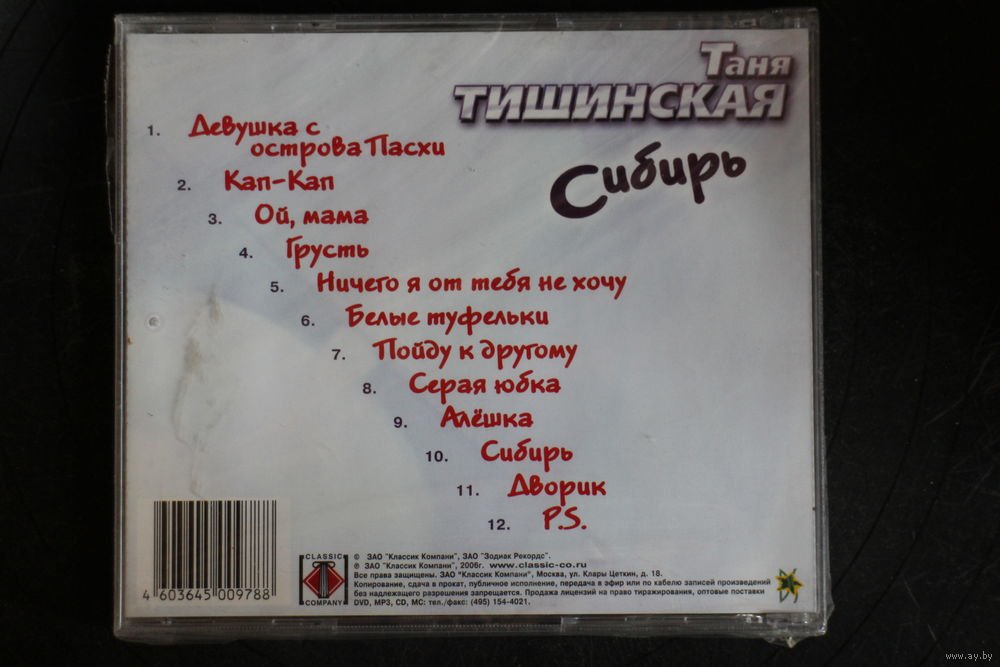 Таня
ТИШИНСКАЯ
Сибирь
1. Девушка с
острова Пасхи
2. Кап-Кап
3. Ой, мама
4. Грусть
5. Ничего я от тебя не хочу
6. Белые туфельки
7. Пойду к другому
8. Серая юбка
9. Алёшка
10. Сибирь
11. Дворик
12. P.S.
4 603645 009788
CLASSIC
COMPANY
© ЗАО "Классик Компани", ЗАО "Зодиак Рекордс".
℗ ЗАО "Классик Компани", 2006г. www.classic-co.ru
Все права защищены. ЗАО "Классик Компани", Москва, ул. Клары Цеткин, д. 18.
Копирование, сдача в прокат, публичное исполнение, передача в эфир или по кабелю записей произведений
без надлежащего разрешения запрещается. Продажа лицензий на право тиражирования, оптовые поставки
DVD, MP3, CD, MC: тел./факс: (495) 154-4021.
www.ay.by